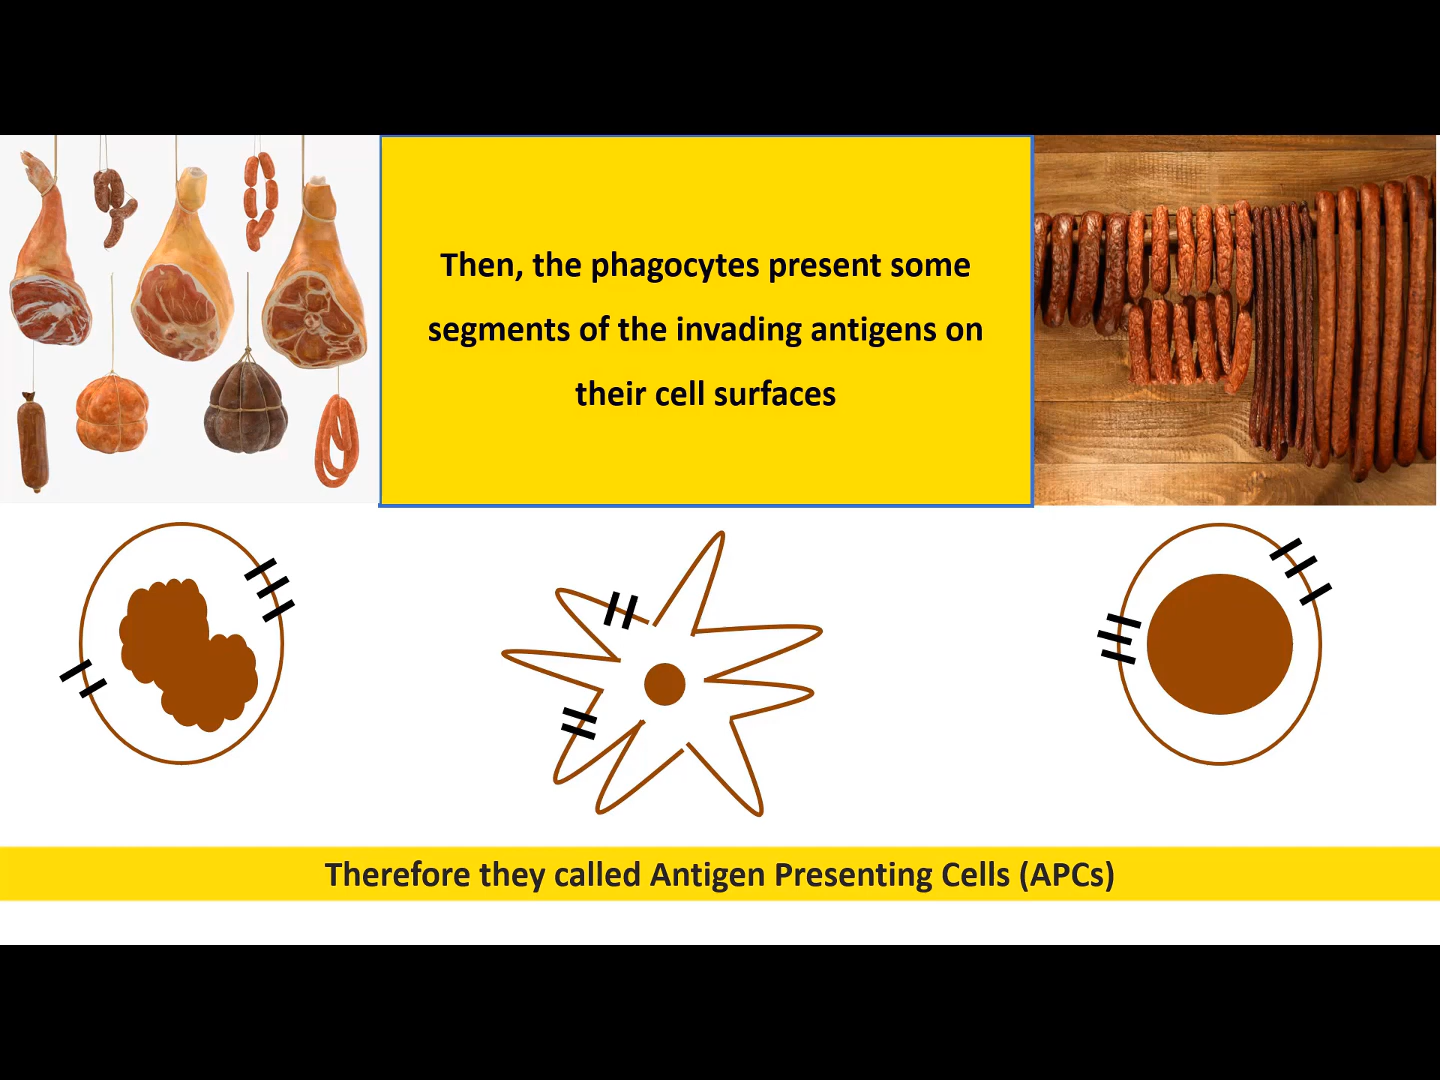 Then, the phagocytes present some
segments of the invading antigens on
their cell surfaces
Therefore they called Antigen Presenting Cells (APCs)